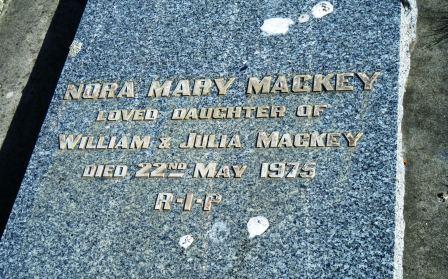 NORA MARY MACKEY
LOVED DAUGHTER OF
WILLIAM & JULIA MACKEY
DIED 22ND MAY 1975
R·I·P